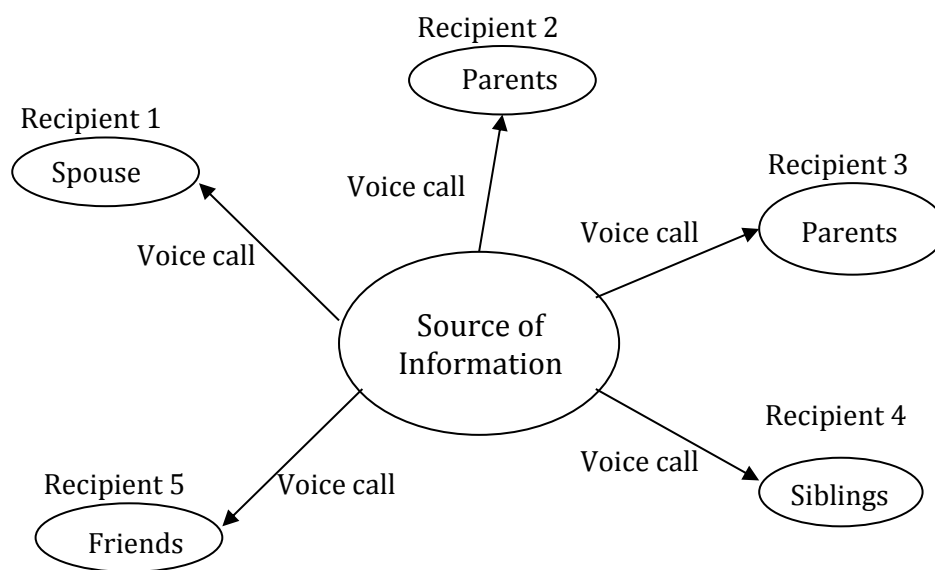 Recipient 2
Parents
Recipient 1
Spouse
Voice call
Recipient 3
Parents
Voice call
Voice call
Source of
Information
Recipient 4
Siblings
Voice call
Recipient 5
Friends
Voice call